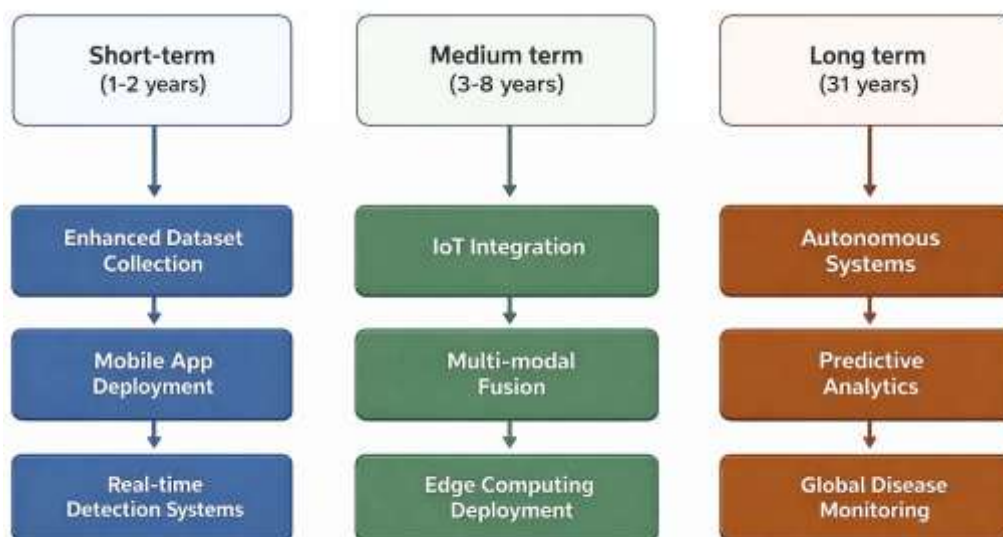 Short-term
(1-2 years)
Enhanced Dataset
Collection
Mobile App
Deployment
Real-time
Detection Systems
Medium term
(3-8 years)
IoT Integration
Multi-modal
Fusion
Edge Computing
Deployment
Long term
(31 years)
Autonomous
Systems
Predictive
Analytics
Global Disease
Monitoring